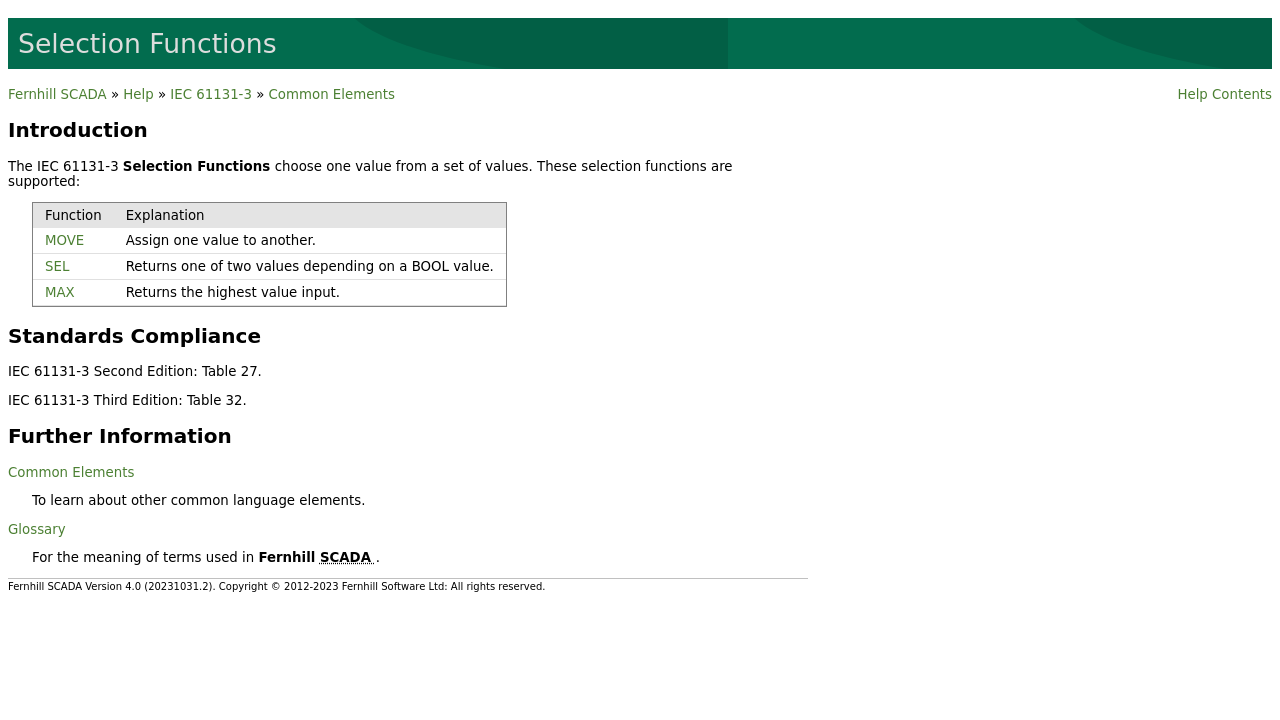 Selection Functions
Fernhill SCADA » Help » IEC 61131-3 » Common Elements Help Contents
Introduction
The IEC 61131-3 Selection Functions choose one value from a set of values. These selection functions are
supported:
Function Explanation
MOVE Assign one value to another.
SEL Returns one of two values depending on a BOOL value.
MAX Returns the highest value input.
Standards Compliance
IEC 61131-3 Second Edition: Table 27.
IEC 61131-3 Third Edition: Table 32.
Further Information
Common Elements
To learn about other common language elements.
Glossary
For the meaning of terms used in Fernhill SCADA .
Fernhill SCADA Version 4.0 (20231031.2). Copyright © 2012-2023 Fernhill Software Ltd: All rights reserved.